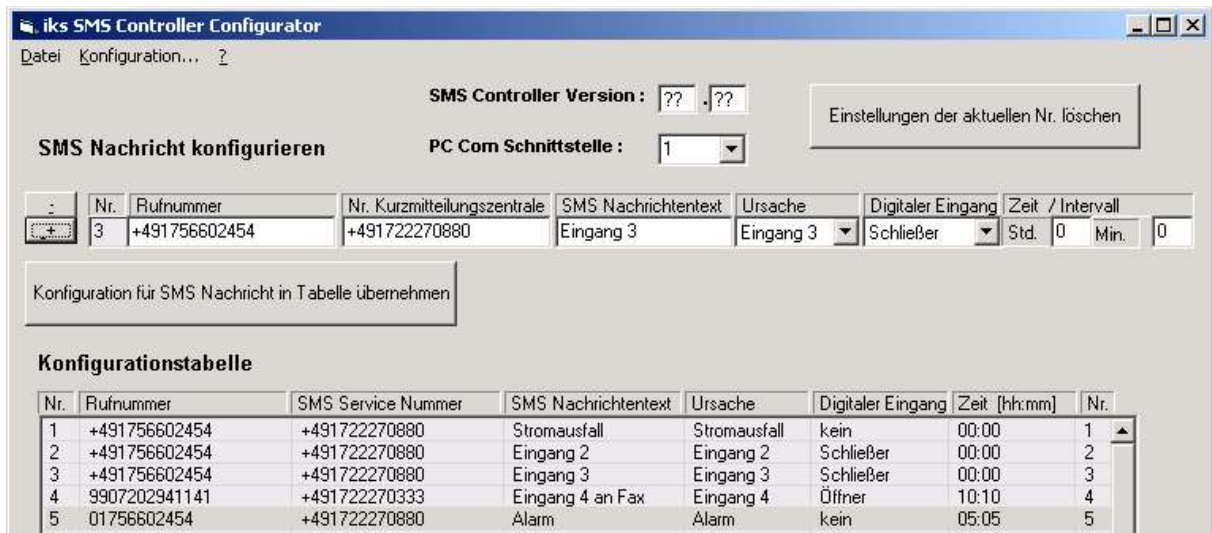 iks SMS Controller Configurator
Datei Konfiguration... ?
SMS Controller Version : ?? . ??
Einstellungen der aktuellen Nr. löschen
SMS Nachricht konfigurieren PC Com Schnittstelle : 1
- Nr. Rufnummer Nr. Kurzmitteilungszentrale SMS Nachrichtentext Ursache Digitaler Eingang Zeit / Intervall
+ 3 +491756602454 +491722270880 Eingang 3 Eingang 3 Schließer Std. 0 Min. 0
Konfiguration für SMS Nachricht in Tabelle übernehmen
Konfigurationstabelle
Nr. Rufnummer SMS Service Nummer SMS Nachrichtentext Ursache Digitaler Eingang Zeit [hh:mm] Nr.
1 +491756602454 +491722270880 Stromausfall Stromausfall kein 00:00 1
2 +491756602454 +491722270880 Eingang 2 Eingang 2 Schließer 00:00 2
3 +491756602454 +491722270880 Eingang 3 Eingang 3 Schließer 00:00 3
4 9907202941141 +491722270333 Eingang 4 an Fax Eingang 4 Öffner 10:10 4
5 01756602454 +491722270880 Alarm Alarm kein 05:05 5